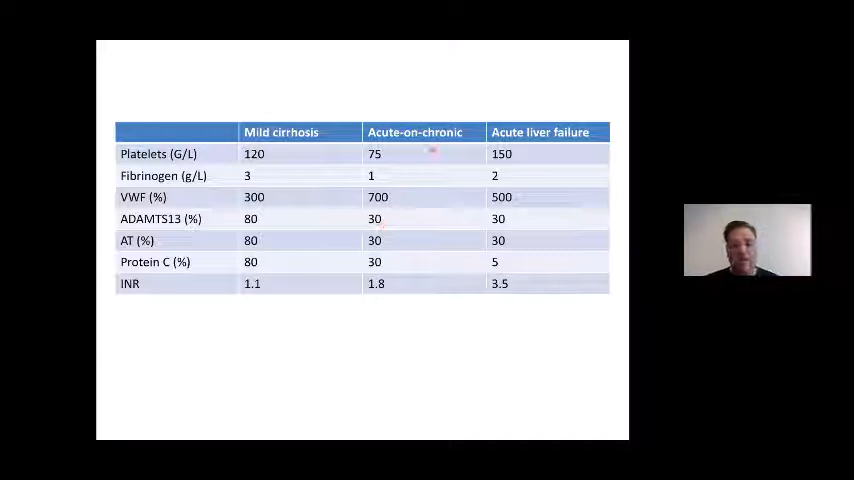 Mild cirrhosis Acute-on-chronic Acute liver failure
Platelets (G/L) 120 75 150
Fibrinogen (g/L) 3 1 2
VWF (%) 300 700 500
ADAMTS13 (%) 80 30 30
AT (%) 80 30 30
Protein C (%) 80 30 5
INR 1.1 1.8 3.5